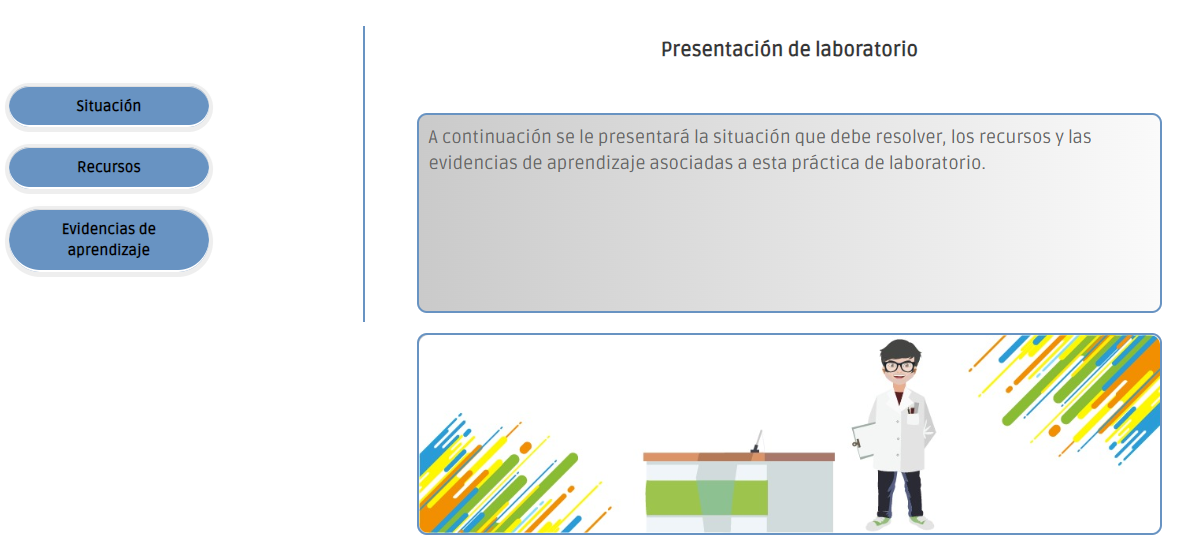 Presentación de laboratorio
Situación
Recursos
Evidencias de
aprendizaje
A continuación se le presentará la situación que debe resolver, los recursos y las
evidencias de aprendizaje asociadas a esta práctica de laboratorio.